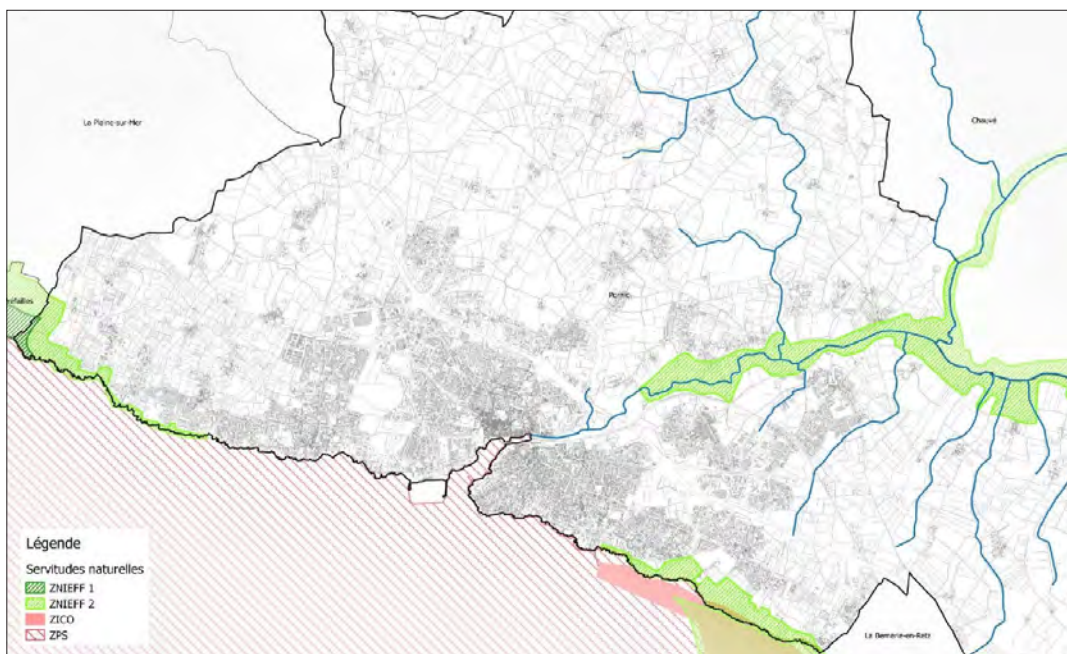 La Plaine-sur-Mer
Chauvé
Pornic
La Bernerie-en-Retz
Légende
Servitudes naturelles
ZNIEFF 1
ZNIEFF 2
ZICO
ZPS